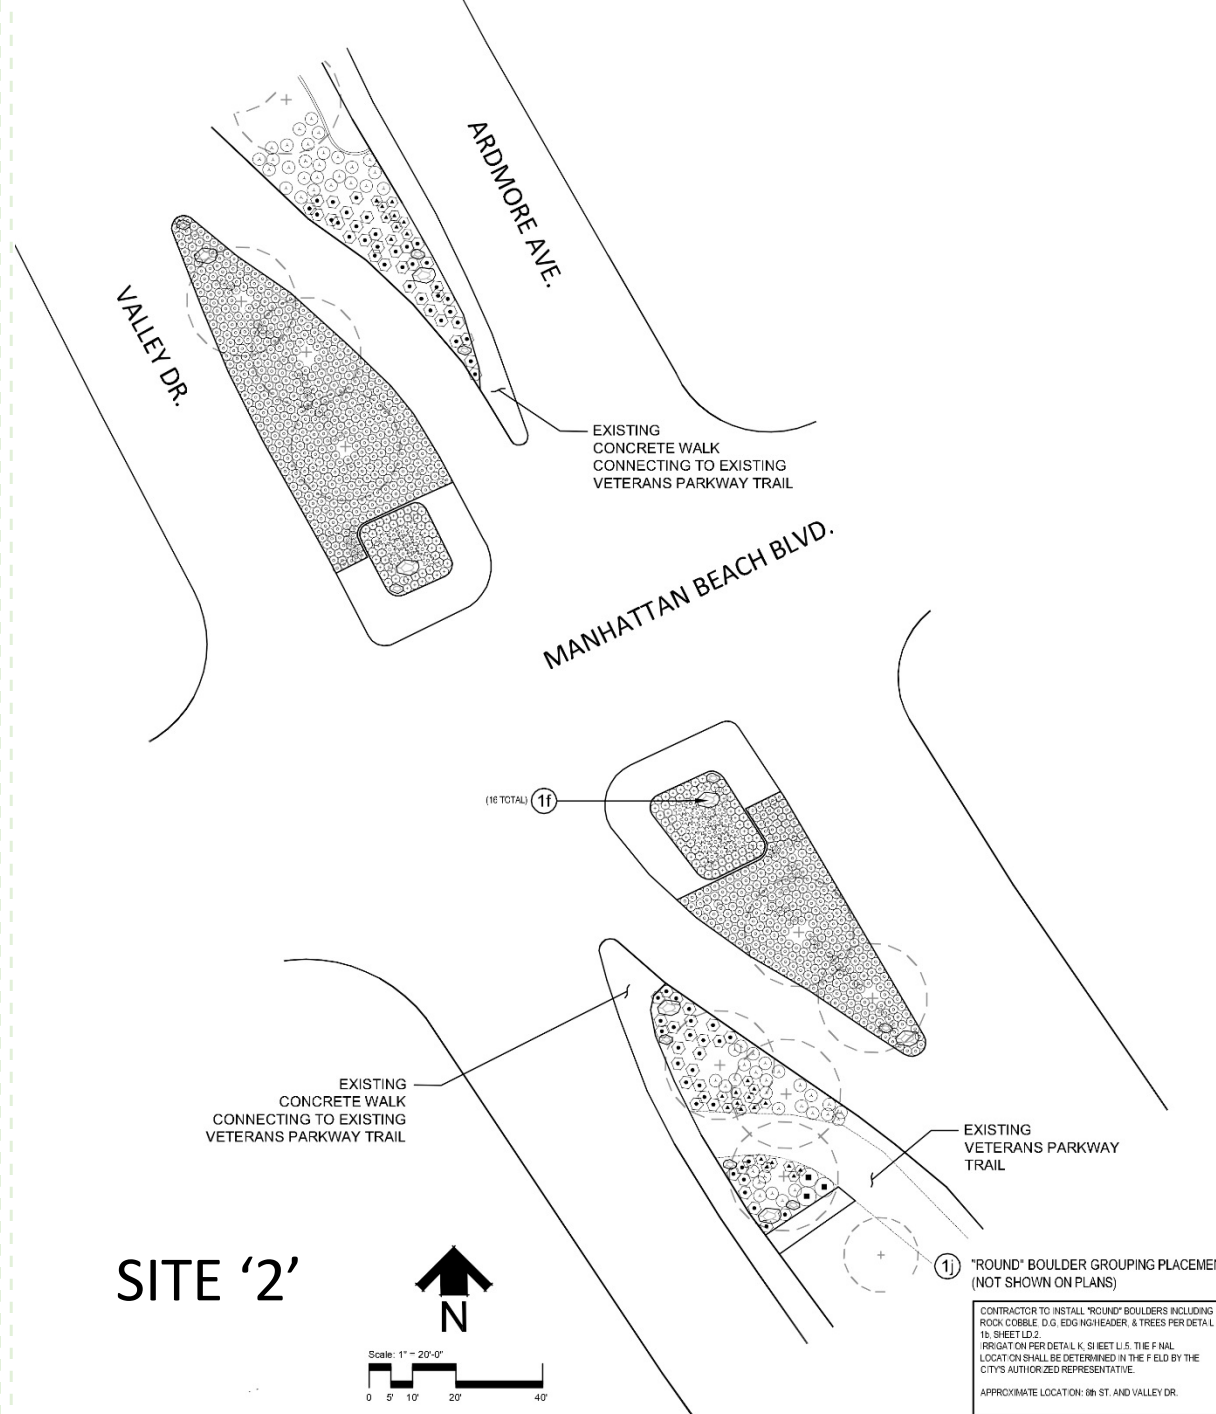 ARDMORE AVE.
VALLEY DR.
EXISTING
CONCRETE WALK
CONNECTING TO EXISTING
VETERANS PARKWAY TRAIL
MANHATTAN BEACH BLVD.
(16 TOTAL) 1f
EXISTING
CONCRETE WALK
CONNECTING TO EXISTING
VETERANS PARKWAY TRAIL
EXISTING
VETERANS PARKWAY
TRAIL
SITE ‘2’
N
Scale: 1" = 20'-0"
0 5' 10' 20' 40'
1j "ROUND" BOULDER GROUPING PLACEMEN
(NOT SHOWN ON PLANS)
CONTRACTOR TO INSTALL "ROUND" BOULDERS INCLUDING
ROCK COBBLE, D.G, EDGING/HEADER, & TREES PER DETAIL
1b, SHEET LD.2.
IRRIGATION PER DETAIL K, SHEET LI.5. THE FINAL
LOCATION SHALL BE DETERMINED IN THE FIELD BY THE
CITY'S AUTHORIZED REPRESENTATIVE.
APPROXIMATE LOCATION: 8th ST. AND VALLEY DR.